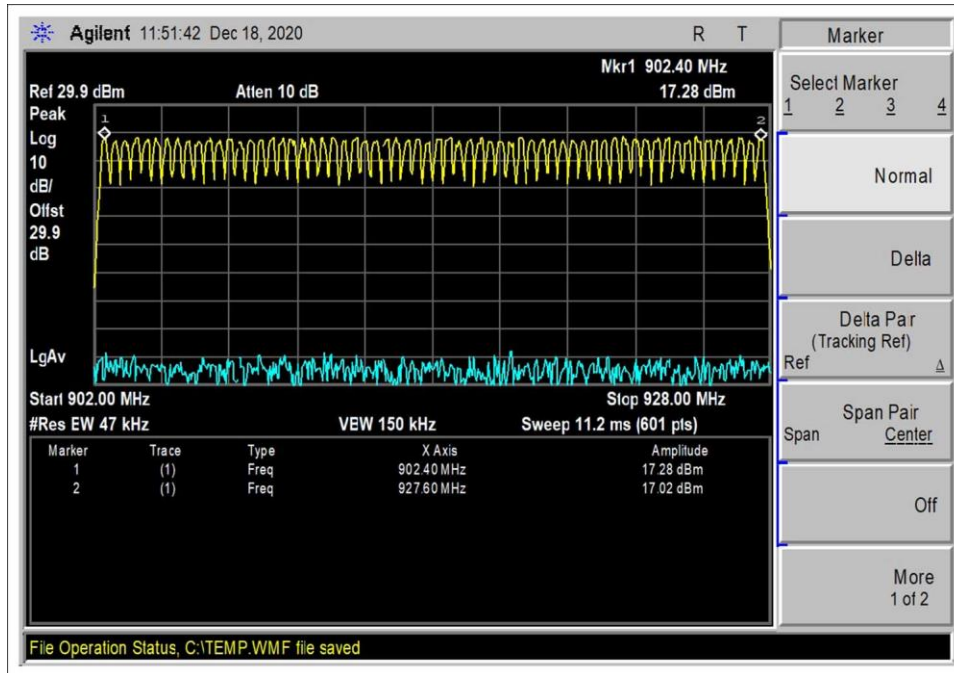 Agilent 11:51:42 Dec 18, 2020 R T
Mkr1 902.40 MHz
Ref 29.9 dBm Atten 10 dB 17.28 dBm
Peak
Log
10
dB/
Offst
29.9
dB
1 2
LgAv
Start 902.00 MHz Stop 928.00 MHz
#Res BW 47 kHz VBW 150 kHz Sweep 11.2 ms (601 pts)
Marker Trace Type X Axis Amplitude
1 (1) Freq 902.40 MHz 17.28 dBm
2 (1) Freq 927.60 MHz 17.02 dBm
File Operation Status, C:\TEMP.WMF file saved
Marker
Select Marker
1 2 3 4
Normal
Delta
Delta Pair
(Tracking Ref)
Ref Δ
Span Pair
Span Center
Off
More
1 of 2